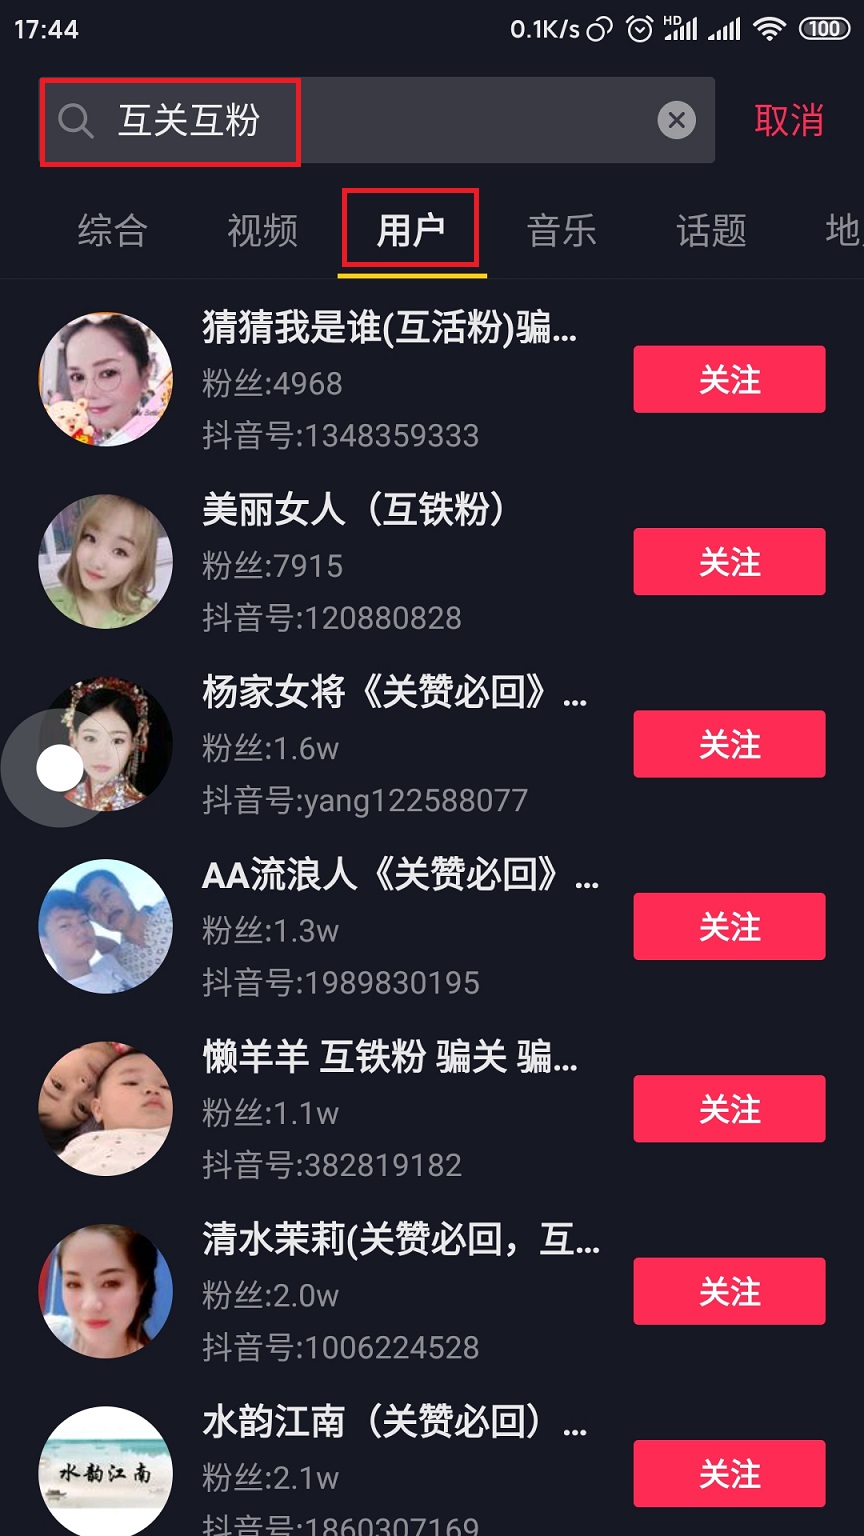 17:44
0.1K/s HD 100
互关互粉
取消
综合 视频 用户 音乐 话题 地
猜猜我是谁(互活粉)骗...
粉丝:4968
关注
抖音号:1348359333
美丽女人（互铁粉）
粉丝:7915
关注
抖音号:120880828
杨家女将《关赞必回》...
粉丝:1.6w
关注
抖音号:yang122588077
AA流浪人《关赞必回》...
粉丝:1.3w
关注
抖音号:1989830195
懒羊羊 互铁粉 骗关 骗...
粉丝:1.1w
关注
抖音号:382819182
清水茉莉(关赞必回，互...
粉丝:2.0w
关注
抖音号:1006224528
水韵江南（关赞必回）...
水韵江南
粉丝:2.1w
关注
抖音号:1860307169